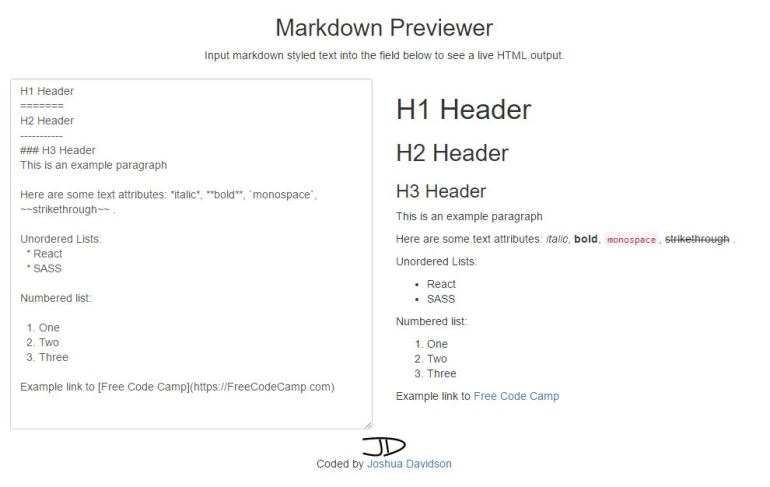 Markdown Previewer
Input markdown styled text into the field below to see a live HTML output.
H1 Header
=======
H2 Header
-----------
### H3 Header
This is an example paragraph
Here are some text attributes: *italic*, **bold**, `monospace`,
~~strikethrough~~ .
Unordered Lists:
* React
* SASS
Numbered list:
1. One
2. Two
3. Three
Example link to [Free Code Camp](https://FreeCodeCamp.com)
H1 Header
H2 Header
H3 Header
This is an example paragraph
Here are some text attributes: italic, bold, monospace, strikethrough .
Unordered Lists:
• React
• SASS
Numbered list:
1. One
2. Two
3. Three
Example link to Free Code Camp
JD
Coded by Joshua Davidson